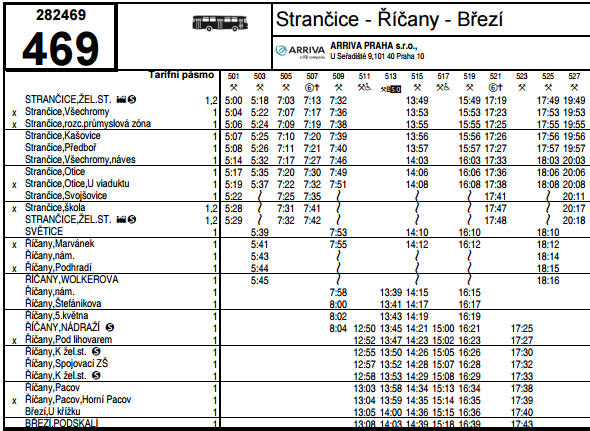 282469
469
Strančice - Říčany - Březí
ARRIVA a DB company
ARRIVA PRAHA s.r.o.,
U Seřadiště 9,101 40 Praha 10
Tarifní pásmo 501 503 505 507 509 511 513 515 519 521 523 525 527
STRANČICE,ŽEL.ST. S 1,2 5:00 5:18 7:03 7:13 7:32 13:49 15:49 17:19 17:49 19:49
x Strančice,Všechromy 1 5:04 5:22 7:07 7:17 7:36 13:53 15:53 17:23 17:53 19:53
x Strančice,rozc.průmyslová zóna 1 5:06 5:24 7:09 7:19 7:38 13:55 15:55 17:25 17:55 19:55
Strančice,Kašovice 1 5:07 5:25 7:10 7:20 7:39 13:56 15:56 17:26 17:56 19:56
Strančice,Předboř 1 5:08 5:26 7:11 7:21 7:40 13:57 15:57 17:27 17:57 19:57
Strančice,Všechromy,náves 1 5:14 5:32 7:17 7:27 7:46 14:03 16:03 17:33 18:03 20:03
Strančice,Otice 1 5:17 5:35 7:20 7:30 7:49 14:06 16:06 17:36 18:06 20:06
x Strančice,Otice,U viaduktu 1 5:19 5:37 7:22 7:32 7:51 14:08 16:08 17:38 18:08 20:08
Strančice,Svojšovice 1 5:22 7:25 7:35 17:41 20:11
x Strančice,škola 1,2 5:28 7:31 7:41 17:47 20:17
STRANČICE,ŽEL.ST. S 1,2 5:29 7:32 7:42 17:48 20:18
SVĚTICE 1 5:39 7:53 14:10 16:10 18:10
x Říčany,Marvánek 1 5:41 7:55 14:12 16:12 18:12
Říčany,nám. 1 5:43 18:14
x Říčany,Podhradí 1 5:44 18:15
ŘÍČANY,WOLKEROVA 1 5:45 18:16
Říčany,nám. 1 7:58 13:39 14:15 16:15
Říčany,Štefánikova 1 8:00 13:41 14:17 16:17
Říčany,5.května 1 8:02 13:43 14:19 16:19
ŘÍČANY,NÁDRAŽÍ S 1 8:04 12:50 13:45 14:21 15:00 16:21 17:25
x Říčany,Pod lihovarem 1 12:52 13:47 14:23 15:02 16:23 17:27
Říčany,K žel.st. S 1 12:55 13:50 14:26 15:05 16:26 17:30
Říčany,Spojovací ZŠ 1 12:57 13:52 14:28 15:07 16:28 17:32
Říčany,K žel.st. S 1 12:58 13:53 14:29 15:08 16:29 17:33
Říčany,Pacov 1 13:03 13:58 14:34 15:13 16:34 17:38
x Říčany,Pacov,Horní Pacov 1 13:04 13:59 14:35 15:14 16:35 17:39
Březí,U křížku 1 13:05 14:00 14:36 15:15 16:36 17:40
BŘEZÍ,PODSKALÍ 1 13:08 14:03 14:39 15:18 16:39 17:43